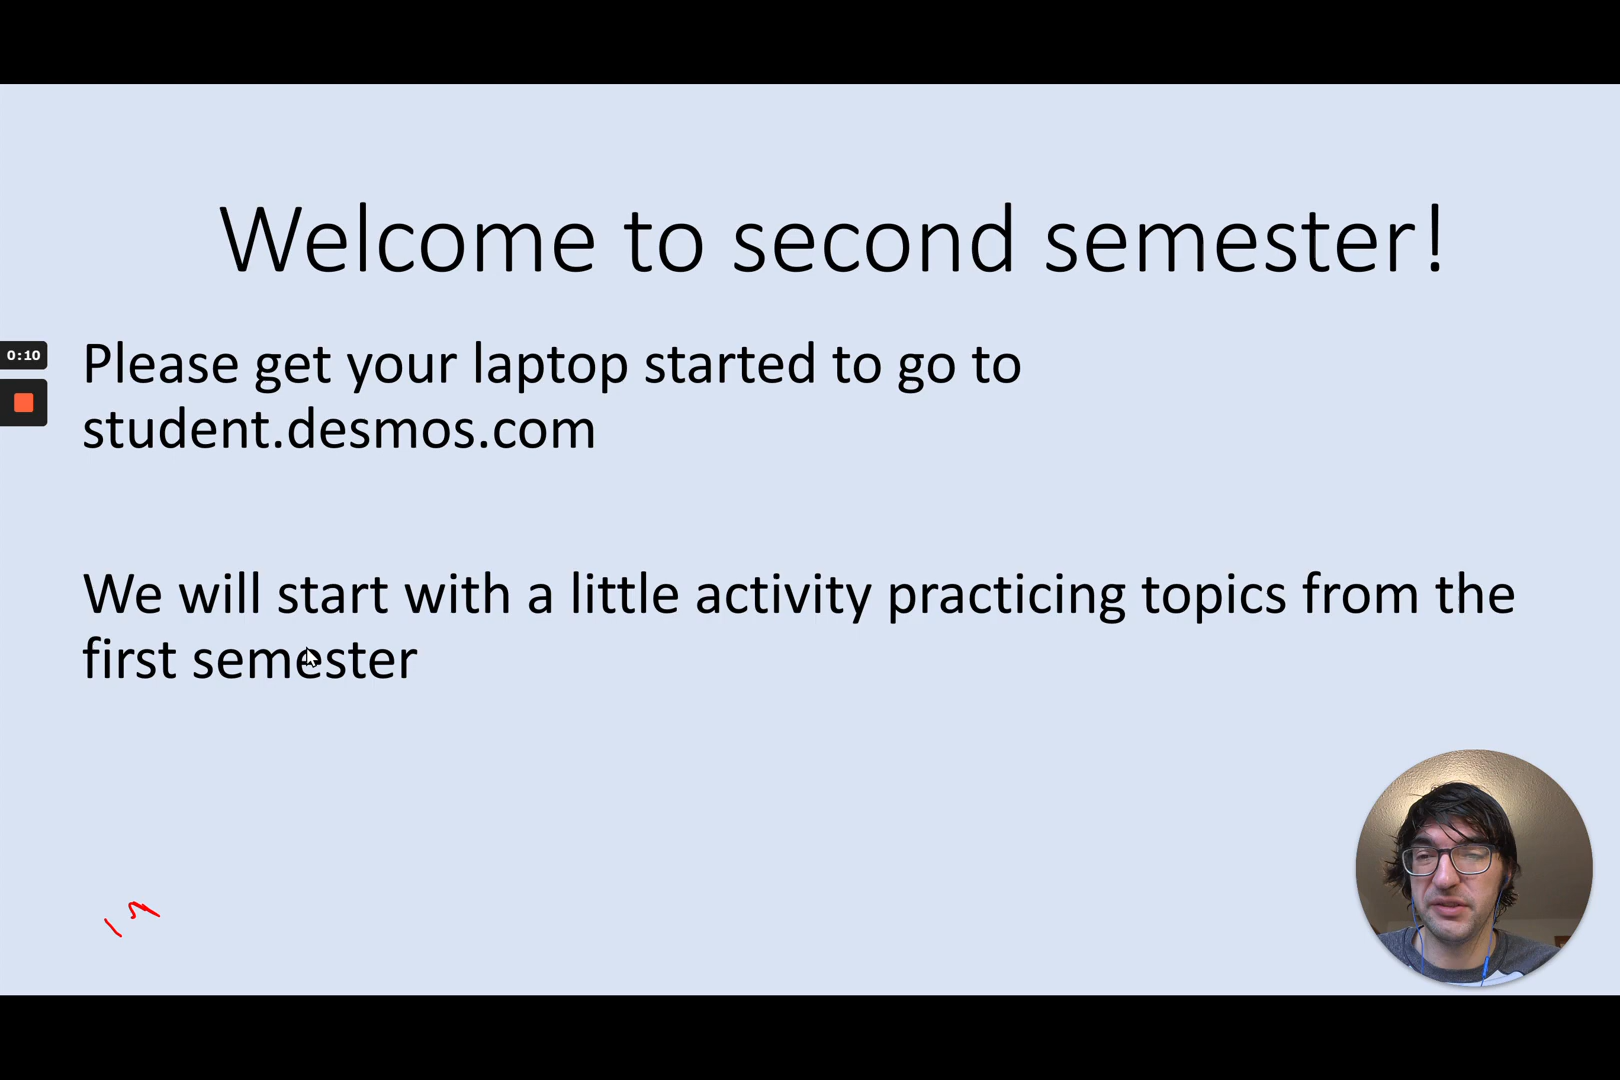 Welcome to second semester!
0:10
Please get your laptop started to go to
student.desmos.com
We will start with a little activity practicing topics from the
first semester